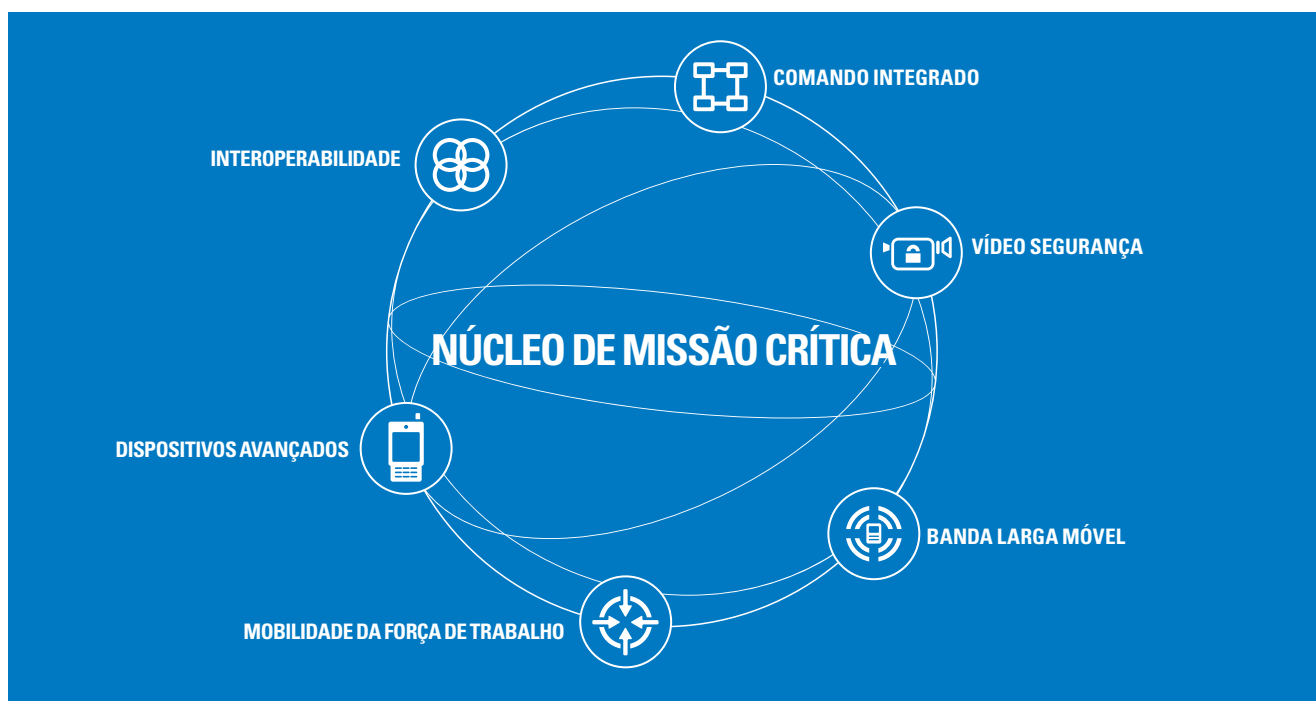 COMANDO INTEGRADO
INTEROPERABILIDADE
VÍDEO SEGURANÇA
NÚCLEO DE MISSÃO CRÍTICA
DISPOSITIVOS AVANÇADOS
BANDA LARGA MÓVEL
MOBILIDADE DA FORÇA DE TRABALHO